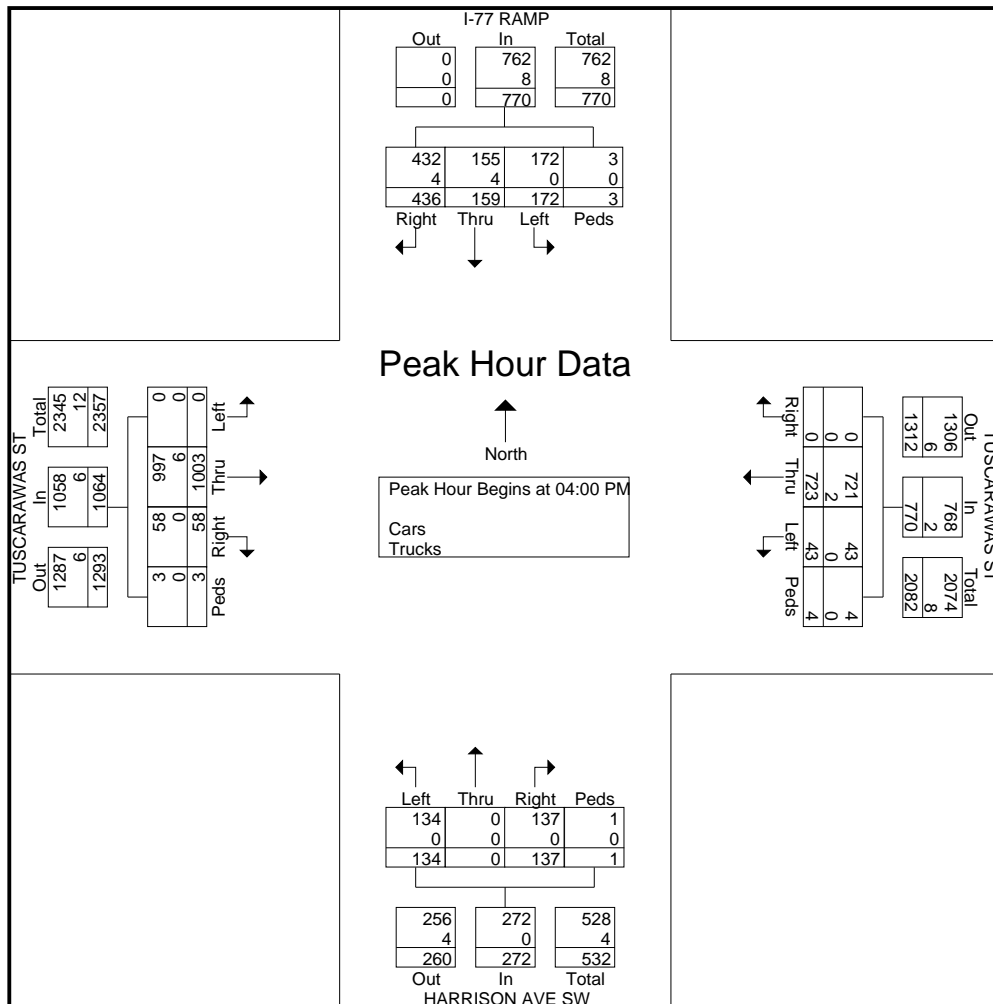 I-77 RAMP
Out In Total
0 762 762
0 8 8
0 770 770
432 155 172 3
4 4 0 0
436 159 172 3
Right Thru Left Peds
Peak Hour Data
North
Peak Hour Begins at 04:00 PM
Cars
Trucks
TUSCARAWAS ST
Total In Out
2345 1058 1287
12 6 6
2357 1064 1293
0 997 58 3
0 6 0 0
0 1003 58 3
Left Thru Right Peds
TUSCARAWAS ST
Out In Total
1306 768 2074
6 2 8
1312 770 2082
0 721 43 4
0 2 0 0
0 723 43 4
Right Thru Left Peds
Left Thru Right Peds
134 0 137 1
0 0 0 0
134 0 137 1
256 272 528
4 0 4
260 272 532
Out In Total
HARRISON AVE SW